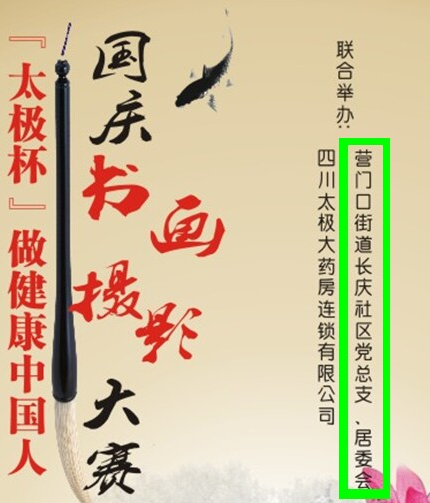 联合举办:
营门口街道长庆社区党总支、居委会
四川太极大药房连锁有限公司
国庆
书画
摄影
大赛
『太极杯』做健康中国人